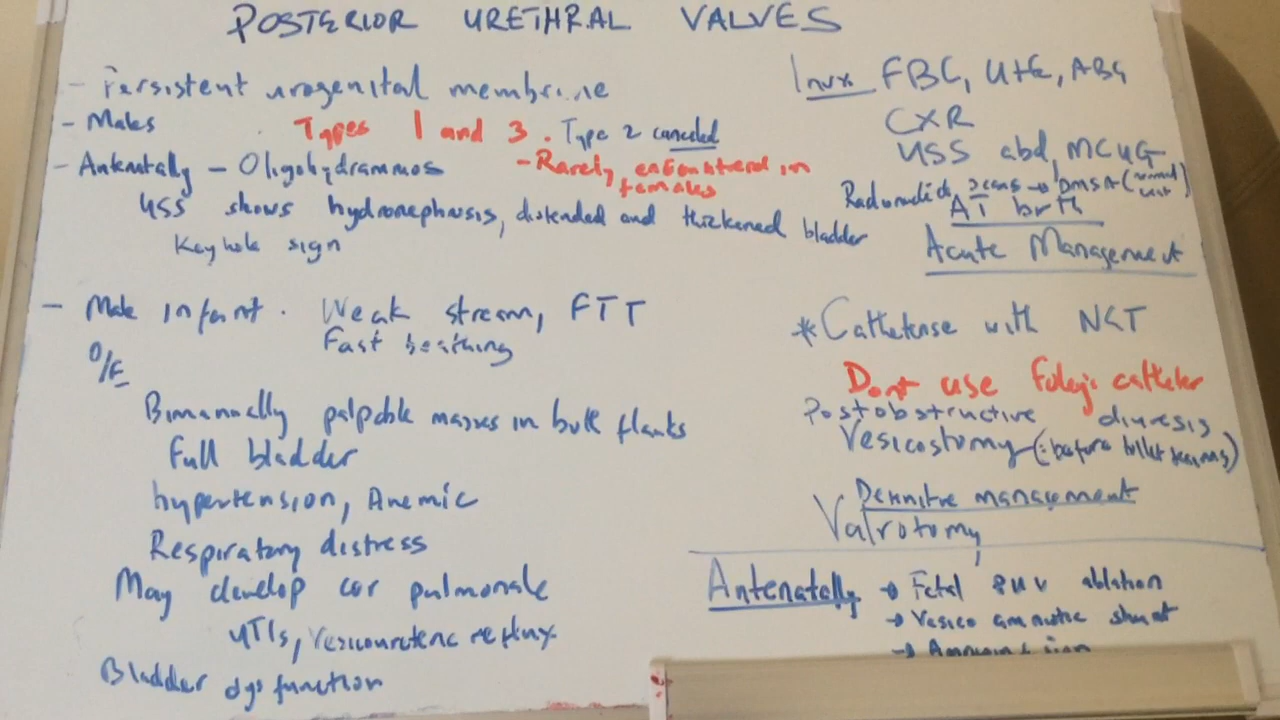 POSTERIOR URETHRAL VALVES
- Persistent urogenital membrane
- Males
Types 1 and 3. Type 2 canceled
- Rarely encountered in females
- Antenatally - Oligohydramnos
USS shows hydronephrosis, distended and thickened bladder
Keyhole sign
- Male infant. Weak stream, FTT
Fast breathing
O/E
Bimanually palpable masses in both flanks
Full bladder
hypertension, Anemic
Respiratory distress
May develop cor pulmonale
UTIs, Vesicoureteric reflux
Bladder dysfunction
Invx FBC, U+E, ABG
CXR
USS abd, MCUG
Radionuclide scans → DMSA
AT birth
Acute Management
* Catheterise with NGT
Dont use Foley's catheter
Postobstructive diuresis
Vesicostomy
Definitive management
Valvotomy
Antenatally → Fetal PUV ablation
→ Vesico amniotic shunt